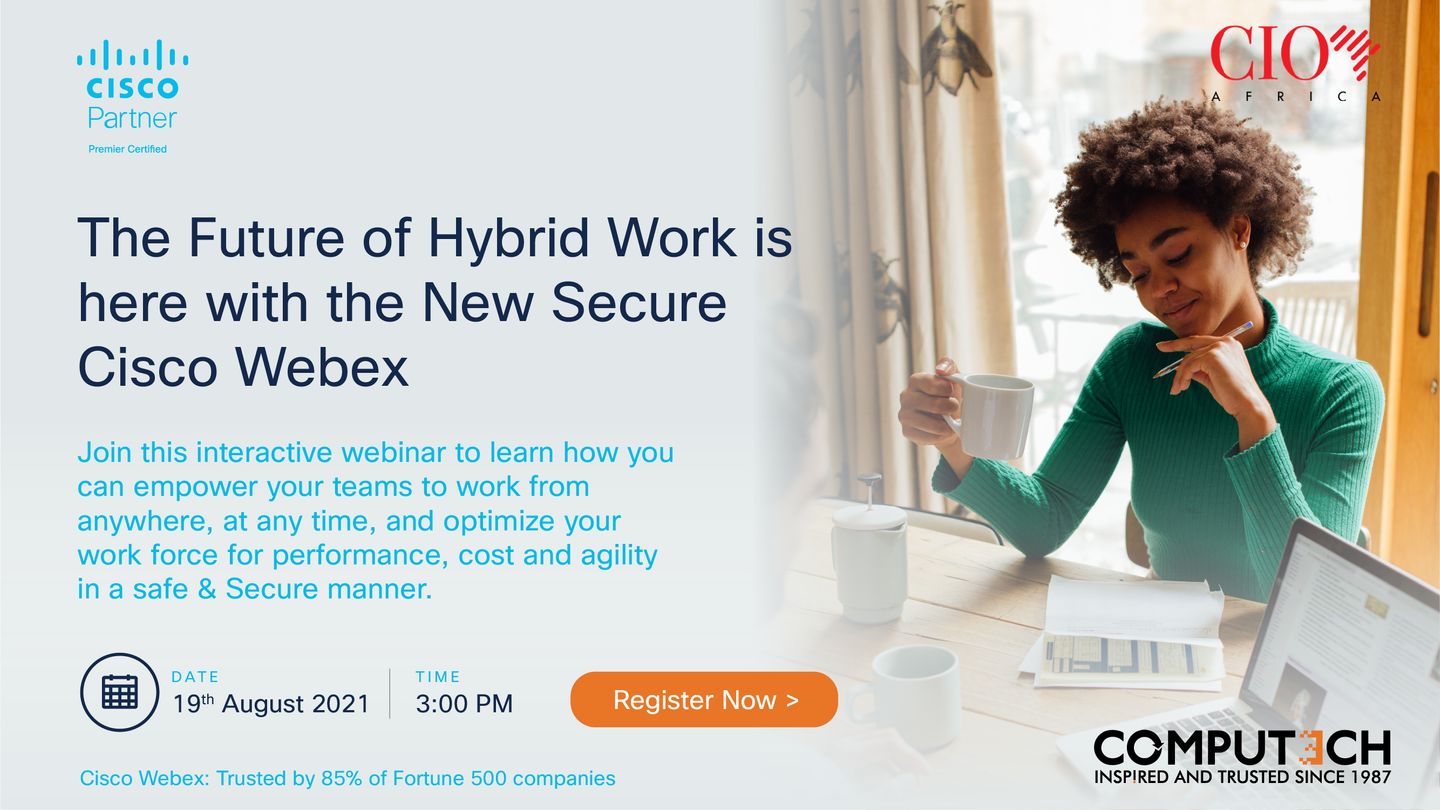 CISCO
Partner
Premier Certified
CIO
AFRICA
The Future of Hybrid Work is
here with the New Secure
Cisco Webex
Join this interactive webinar to learn how you
can empower your teams to work from
anywhere, at any time, and optimize your
work force for performance, cost and agility
in a safe & Secure manner.
DATE
19th August 2021
TIME
3:00 PM
Register Now >
Cisco Webex: Trusted by 85% of Fortune 500 companies
COMPUTECH
INSPIRED AND TRUSTED SINCE 1987